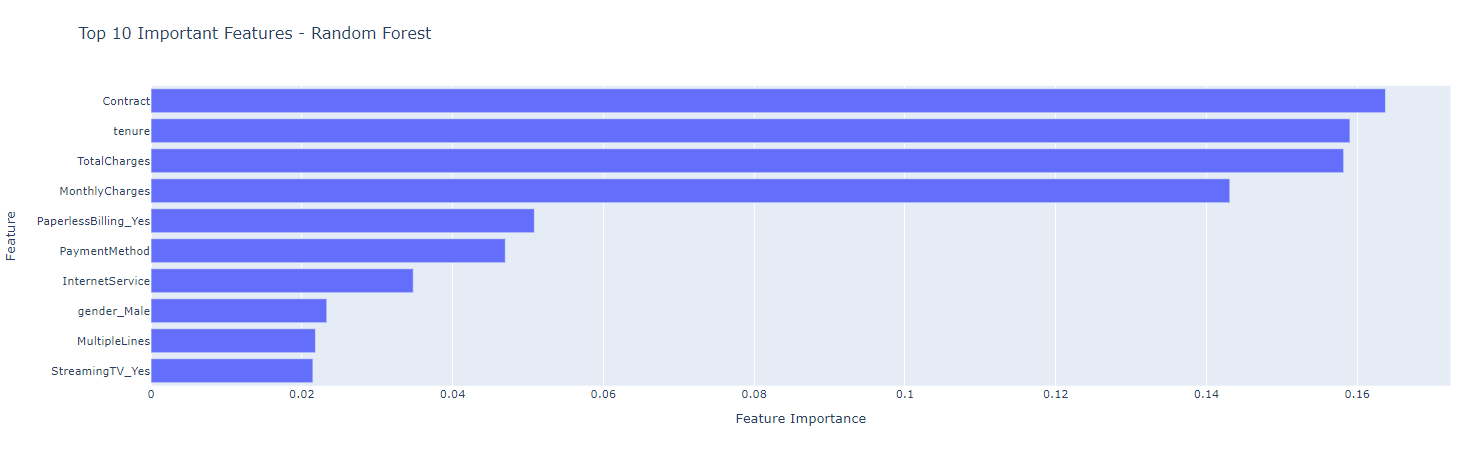 Top 10 Important Features - Random Forest
Feature
Contract
tenure
TotalCharges
MonthlyCharges
PaperlessBilling_Yes
PaymentMethod
InternetService
gender_Male
MultipleLines
StreamingTV_Yes
0 0.02 0.04 0.06 0.08 0.1 0.12 0.14 0.16
Feature Importance